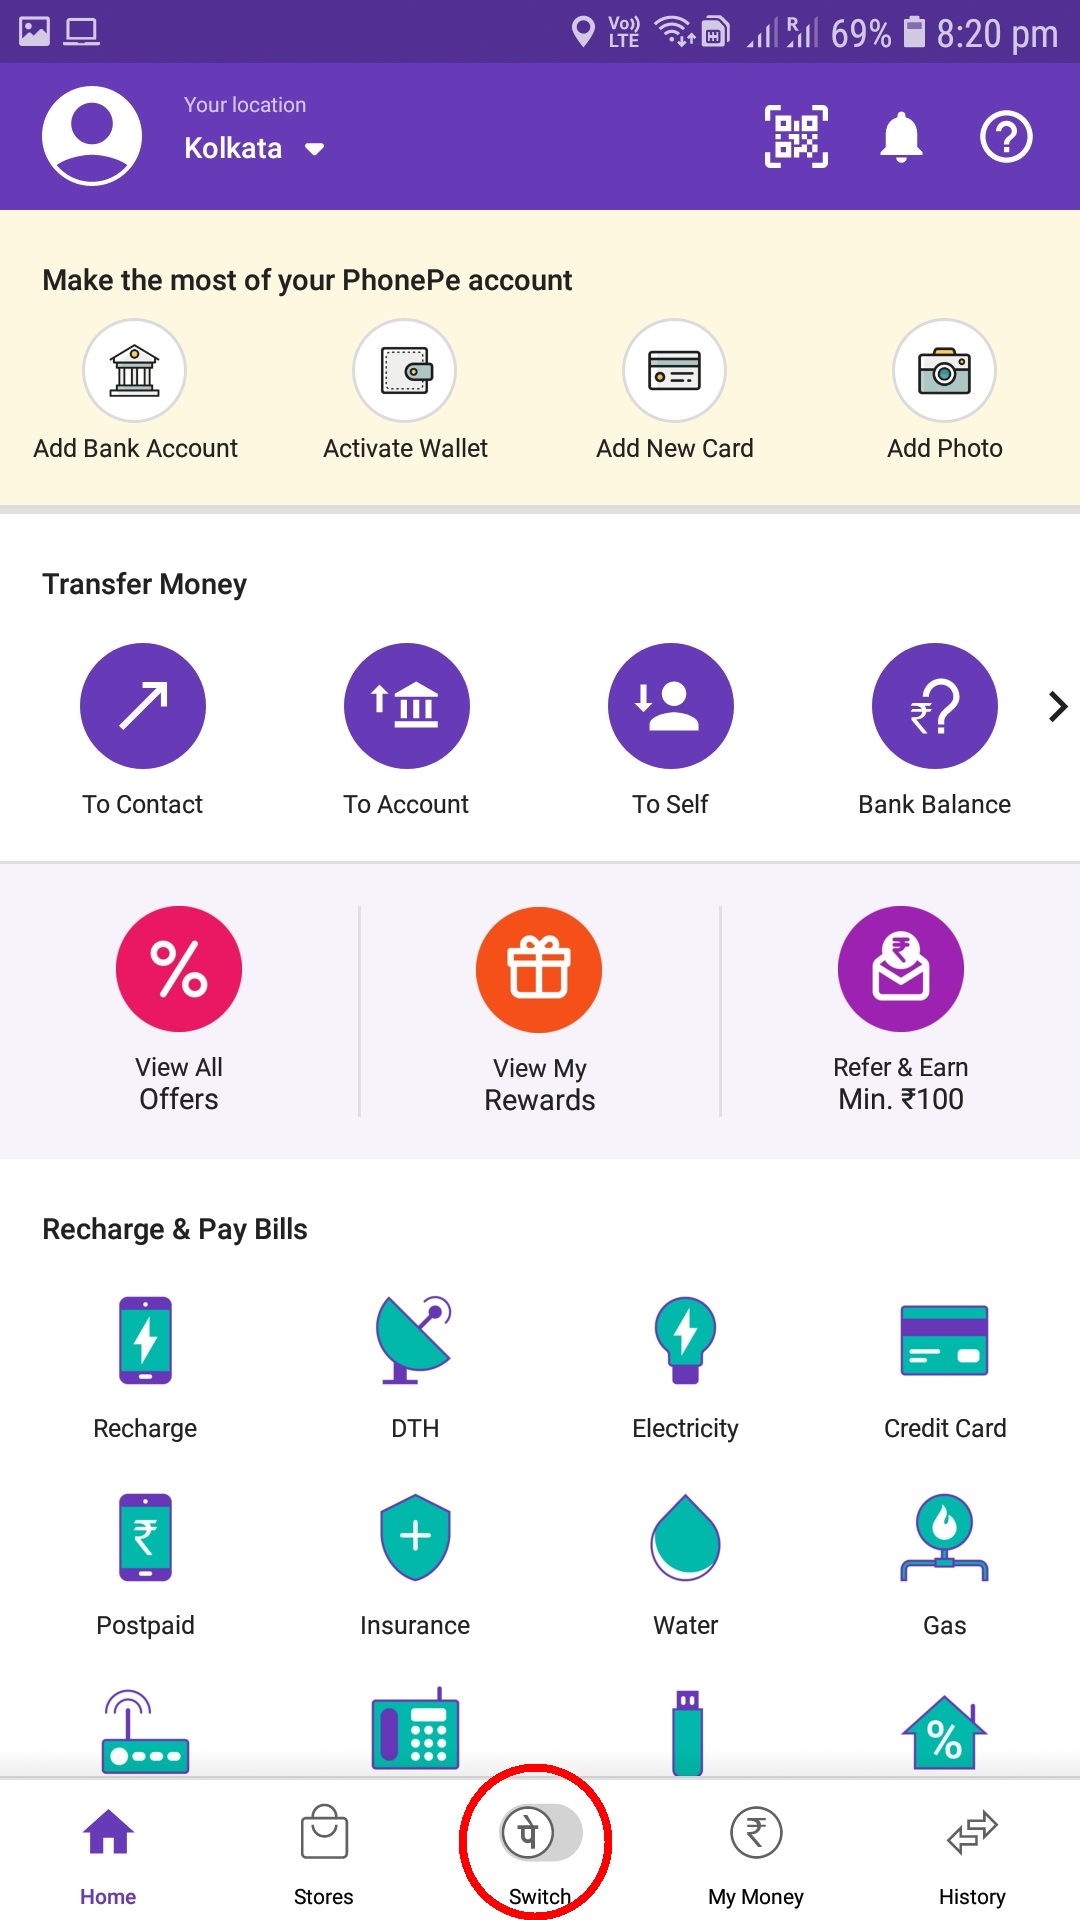 Vo))
LTE
R
69%
8:20 pm
Your location
Kolkata
Make the most of your PhonePe account
Add Bank Account
Activate Wallet
Add New Card
Add Photo
Transfer Money
₹?
To Contact
To Account
To Self
Bank Balance
%
₹
View All
Offers
View My
Rewards
Refer & Earn
Min. ₹100
Recharge & Pay Bills
Recharge
DTH
Electricity
Credit Card
₹
Postpaid
Insurance
Water
Gas
%
पे
₹
Home
Stores
Switch
My Money
History